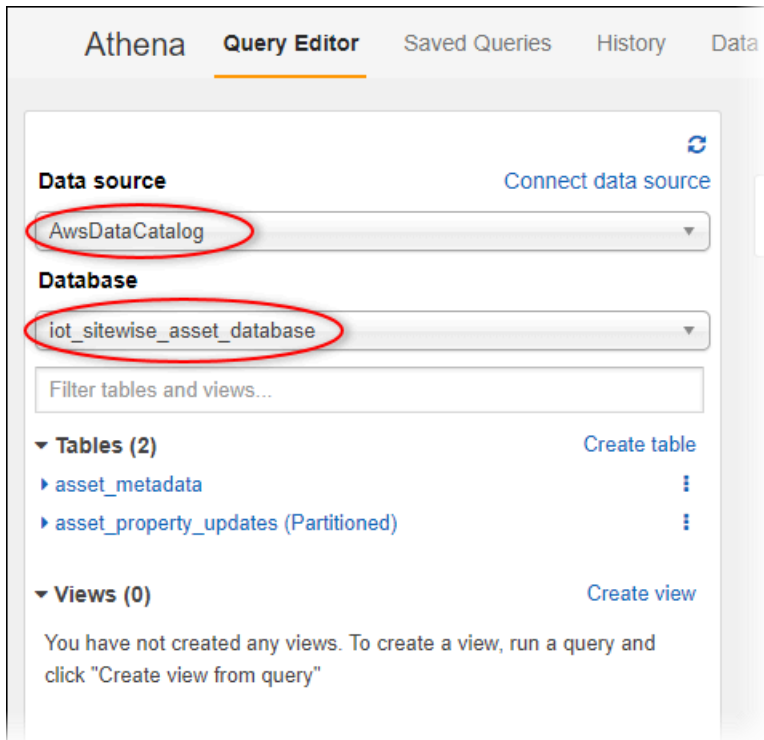 Athena Query Editor Saved Queries History Data
Data source Connect data source
AwsDataCatalog
Database
iot_sitewise_asset_database
Filter tables and views...
Tables (2) Create table
asset_metadata
asset_property_updates (Partitioned)
Views (0) Create view
You have not created any views. To create a view, run a query and
click "Create view from query"